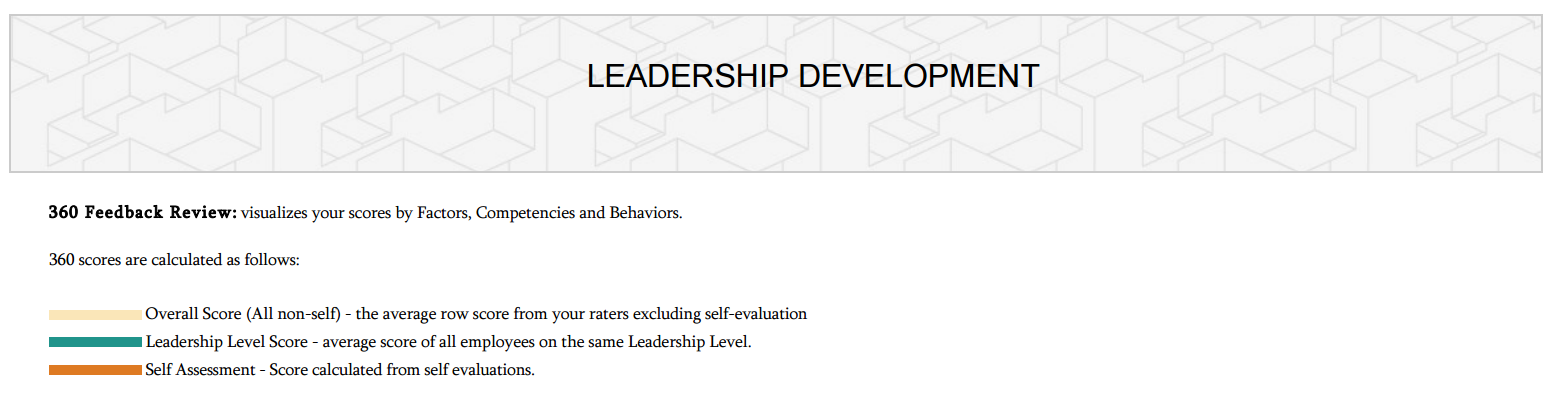 LEADERSHIP DEVELOPMENT
360 Feedback Review: visualizes your scores by Factors, Competencies and Behaviors.
360 scores are calculated as follows:
Overall Score (All non-self) - the average row score from your raters excluding self-evaluation
Leadership Level Score - average score of all employees on the same Leadership Level.
Self Assessment - Score calculated from self evaluations.